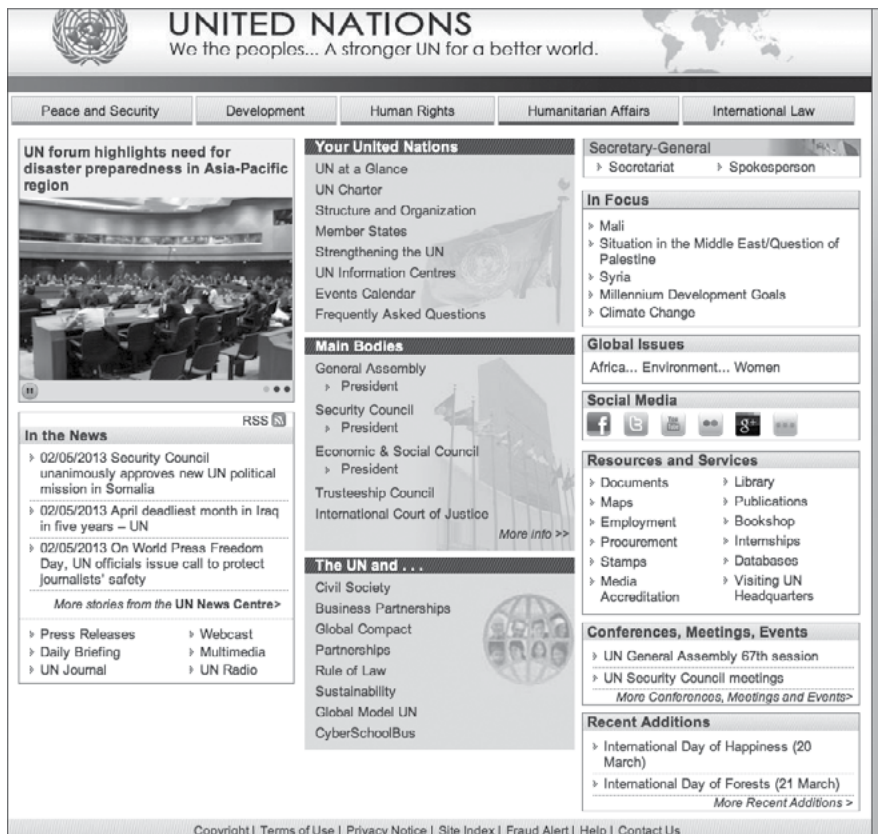 UNITED NATIONS
We the peoples... A stronger UN for a better world.
Peace and Security
Development
Human Rights
Humanitarian Affairs
International Law
UN forum highlights need for
disaster preparedness in Asia-Pacific
region
RSS
In the News
02/05/2013 Security Council
unanimously approves new UN political
mission in Somalia
02/05/2013 April deadliest month in Iraq
in five years – UN
02/05/2013 On World Press Freedom
Day, UN officials issue call to protect
journalists' safety
More stories from the UN News Centre>
Press Releases
Webcast
Daily Briefing
Multimedia
UN Journal
UN Radio
Your United Nations
UN at a Glance
UN Charter
Structure and Organization
Member States
Strengthening the UN
UN Information Centres
Events Calendar
Frequently Asked Questions
Main Bodies
General Assembly
President
Security Council
President
Economic & Social Council
President
Trusteeship Council
International Court of Justice
More info >>
The UN and . . .
Civil Society
Business Partnerships
Global Compact
Partnerships
Rule of Law
Sustainability
Global Model UN
CyberSchoolBus
Secretary-General
Secretariat
Spokesperson
In Focus
Mali
Situation in the Middle East/Question of
Palestine
Syria
Millennium Development Goals
Climate Change
Global Issues
Africa... Environment... Women
Social Media
f
g+
Resources and Services
Documents
Library
Maps
Publications
Employment
Bookshop
Procurement
Internships
Stamps
Databases
Media
Accreditation
Visiting UN
Headquarters
Conferences, Meetings, Events
UN General Assembly 67th session
UN Security Council meetings
More Conferences, Meetings and Events>
Recent Additions
International Day of Happiness (20
March)
International Day of Forests (21 March)
More Recent Additions >
Copyright | Terms of Use | Privacy Notice | Site Index | Fraud Alert | Help | Contact Us